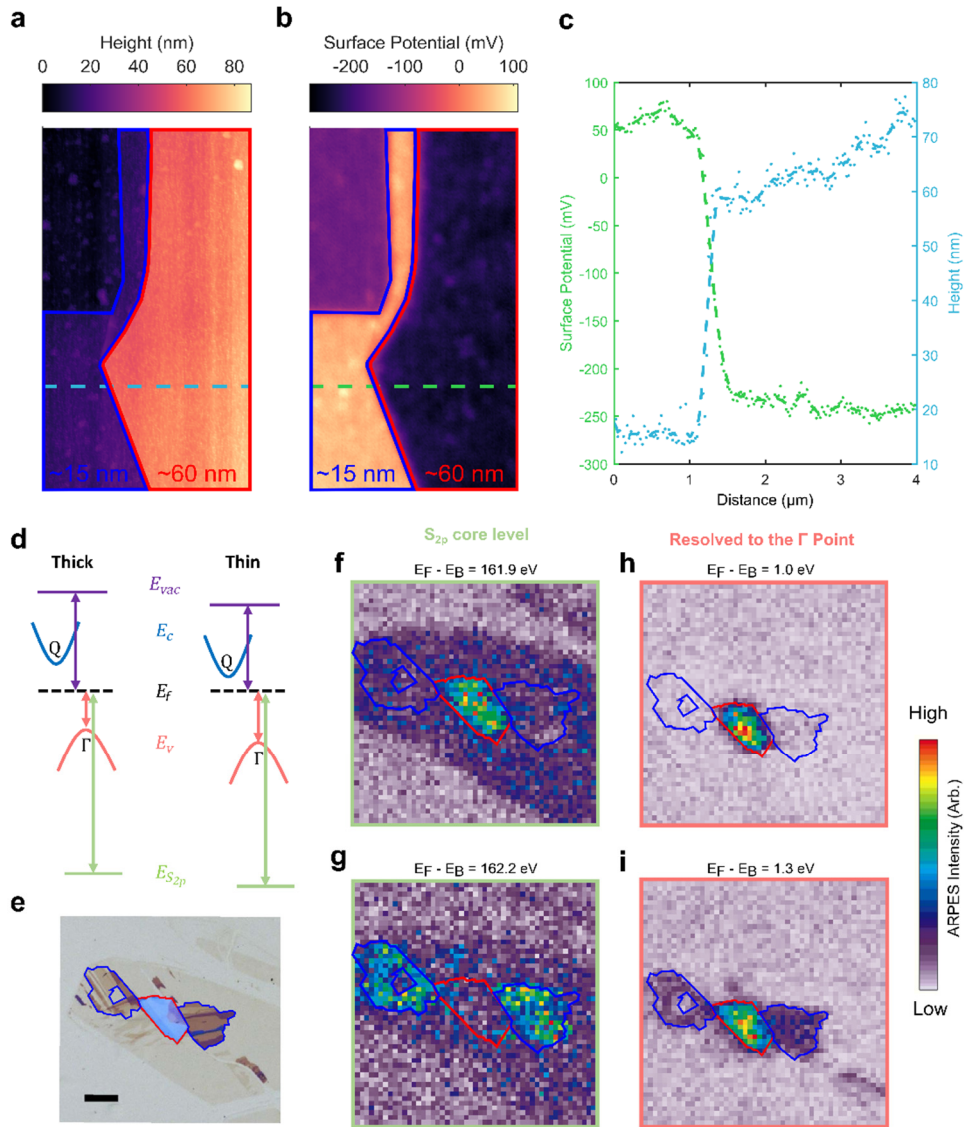 a
Height (nm)
0 20 40 60 80
~15 nm
~60 nm
b
Surface Potential (mV)
-200 -100 0 100
~15 nm
~60 nm
c
100
50
0
-50
-100
-150
-200
-250
-300
Surface Potential (mV)
80
70
60
50
40
30
20
10
Height (nm)
0 1 2 3 4
Distance (μm)
d
Thick
Thin
E_vac
E_c
Q
Q
E_f
E_v
Γ
Γ
E_S2p
e
S2p core level
f
E_F - E_B = 161.9 eV
g
E_F - E_B = 162.2 eV
Resolved to the Γ Point
h
E_F - E_B = 1.0 eV
i
E_F - E_B = 1.3 eV
High
ARPES Intensity (Arb.)
Low